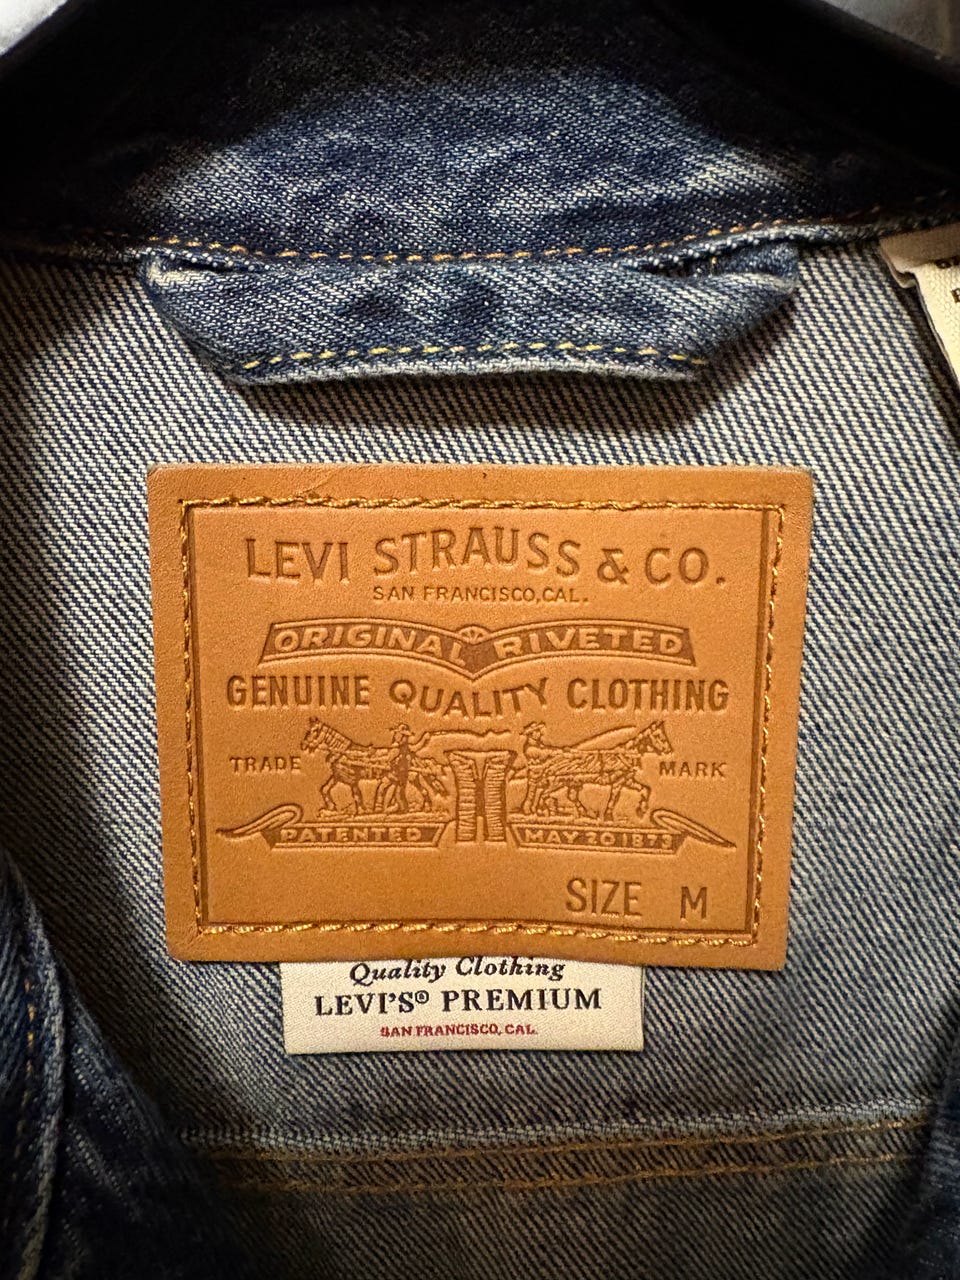 LEVI STRAUSS & CO.
SAN FRANCISCO, CAL.
ORIGINAL RIVETED
GENUINE QUALITY CLOTHING
TRADE MARK
PATENTED MAY 20 1873
SIZE M
Quality Clothing
LEVI'S® PREMIUM
SAN FRANCISCO, CAL.